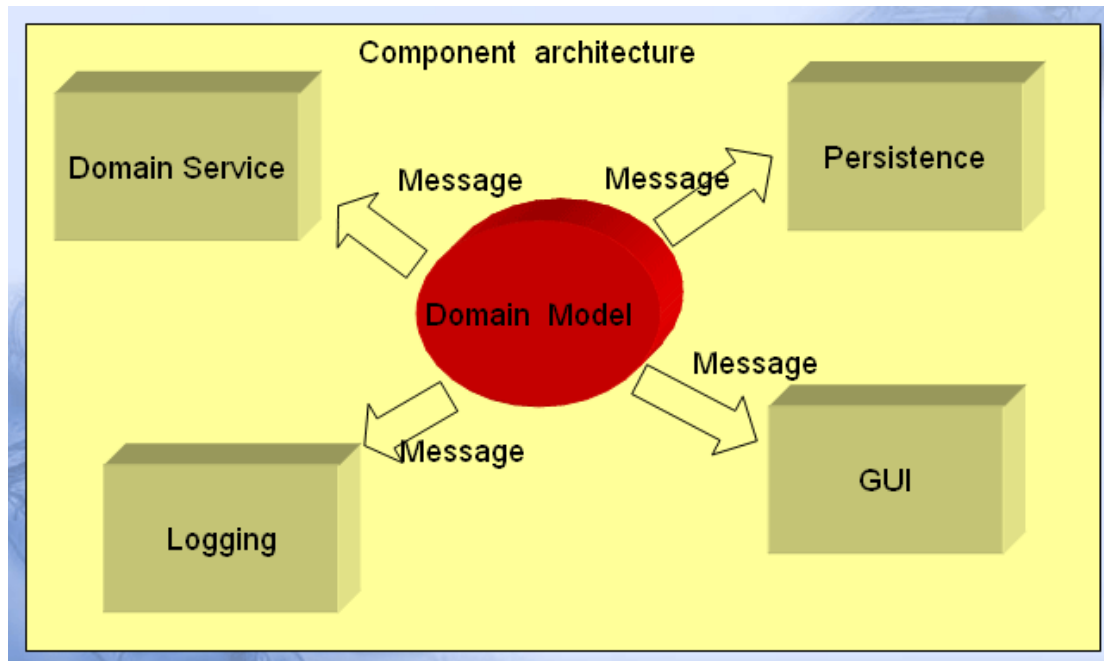 Component architecture
Domain Service
Persistence
Message
Message
Domain Model
Message
Message
GUI
Logging